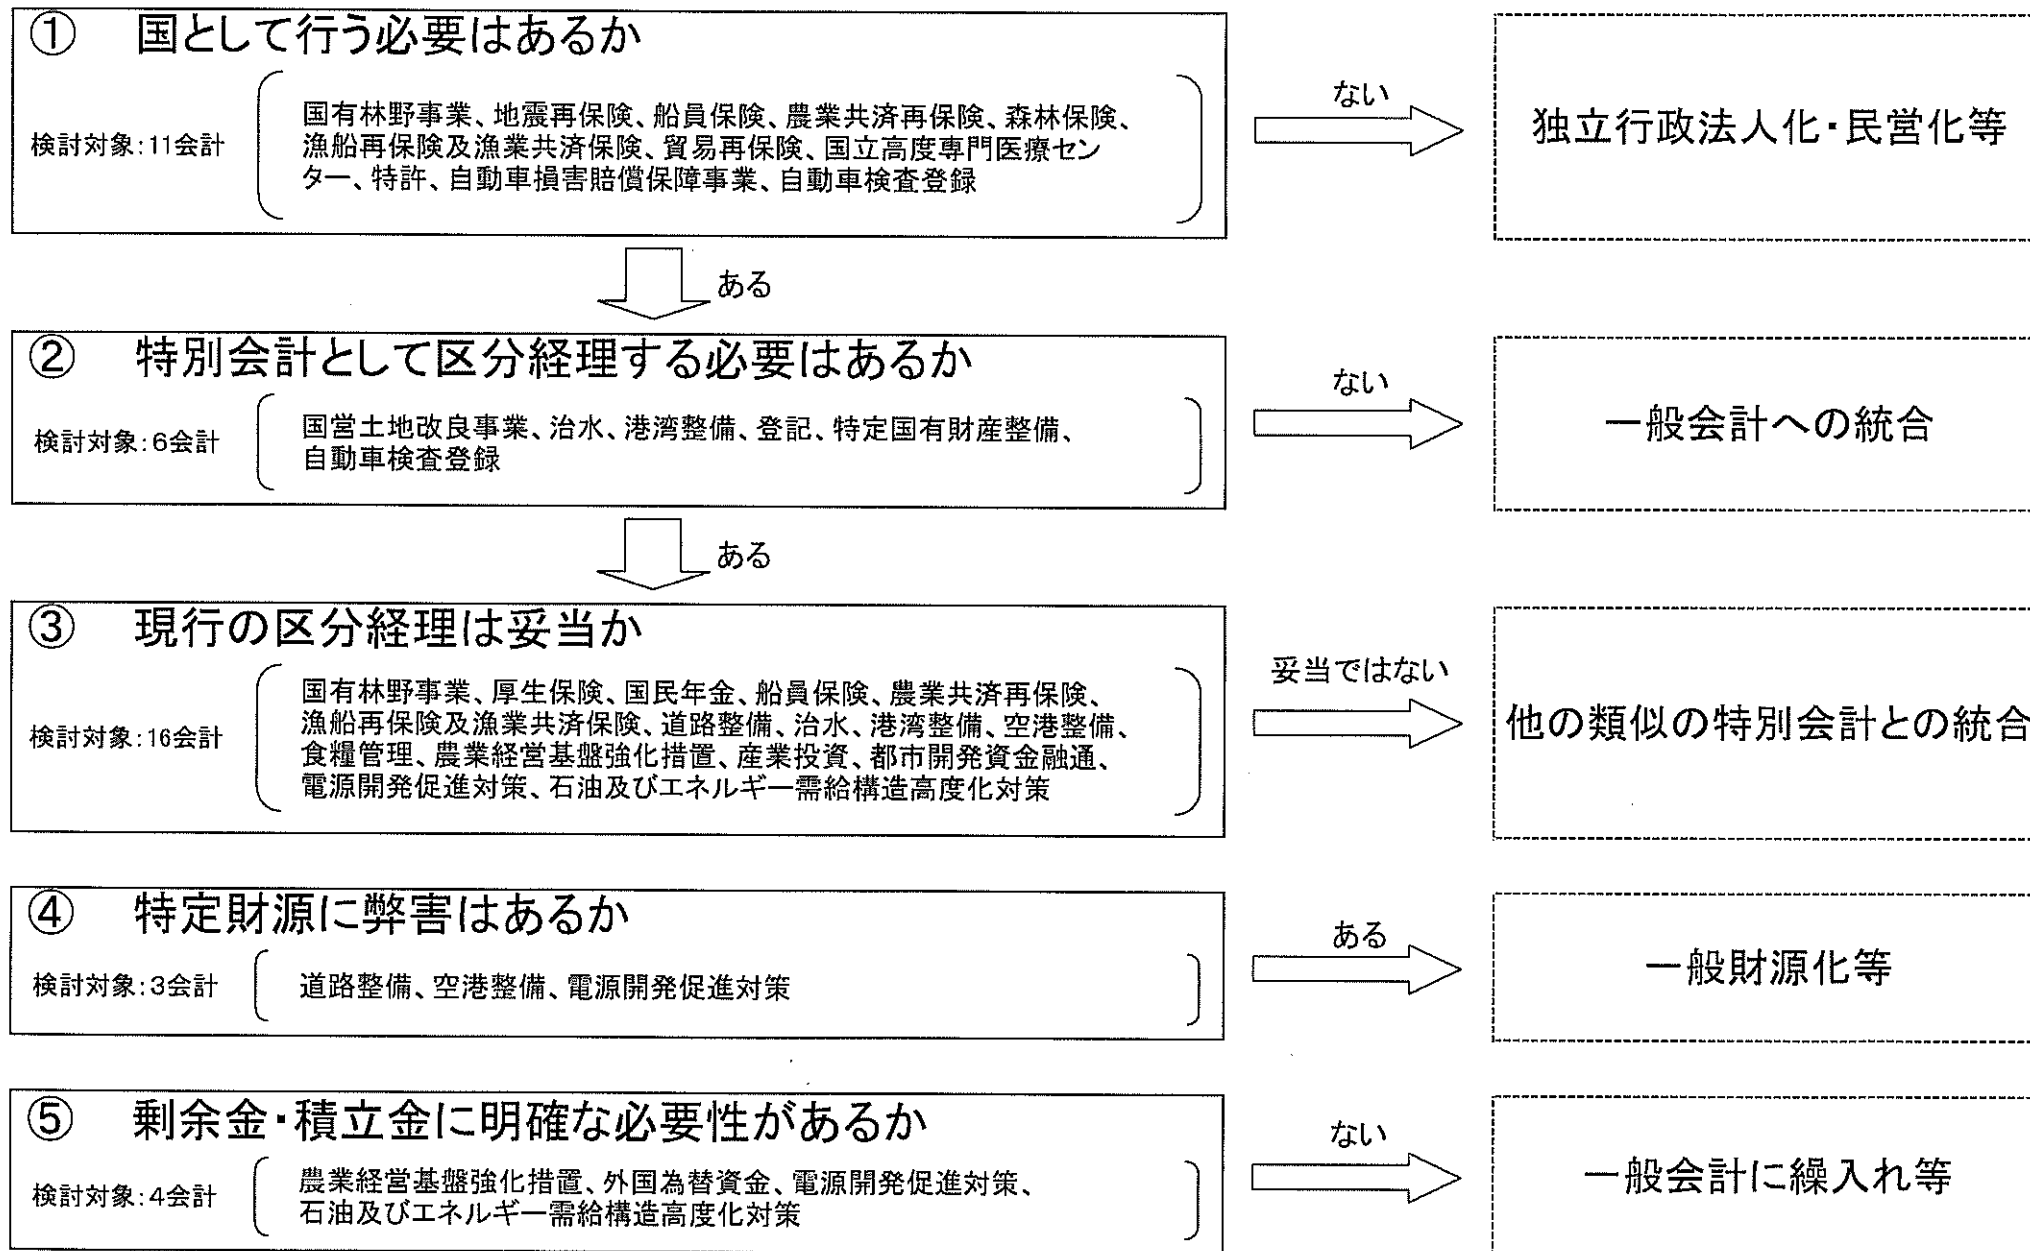 ① 国として行う必要はあるか
検討対象:11会計
国有林野事業、地震再保険、船員保険、農業共済再保険、森林保険、
漁船再保険及漁業共済保険、貿易再保険、国立高度専門医療セン
ター、特許、自動車損害賠償保障事業、自動車検査登録
ない
独立行政法人化・民営化等
ある
② 特別会計として区分経理する必要はあるか
検討対象:6会計
国営土地改良事業、治水、港湾整備、登記、特定国有財産整備、
自動車検査登録
ない
一般会計への統合
ある
③ 現行の区分経理は妥当か
検討対象:16会計
国有林野事業、厚生保険、国民年金、船員保険、農業共済再保険、
漁船再保険及漁業共済保険、道路整備、治水、港湾整備、空港整備、
食糧管理、農業経営基盤強化措置、産業投資、都市開発資金融通、
電源開発促進対策、石油及びエネルギー需給構造高度化対策
妥当ではない
他の類似の特別会計との統合
④ 特定財源に弊害はあるか
検討対象:3会計
道路整備、空港整備、電源開発促進対策
ある
一般財源化等
⑤ 剰余金・積立金に明確な必要性があるか
検討対象:4会計
農業経営基盤強化措置、外国為替資金、電源開発促進対策、
石油及びエネルギー需給構造高度化対策
ない
一般会計に繰入れ等